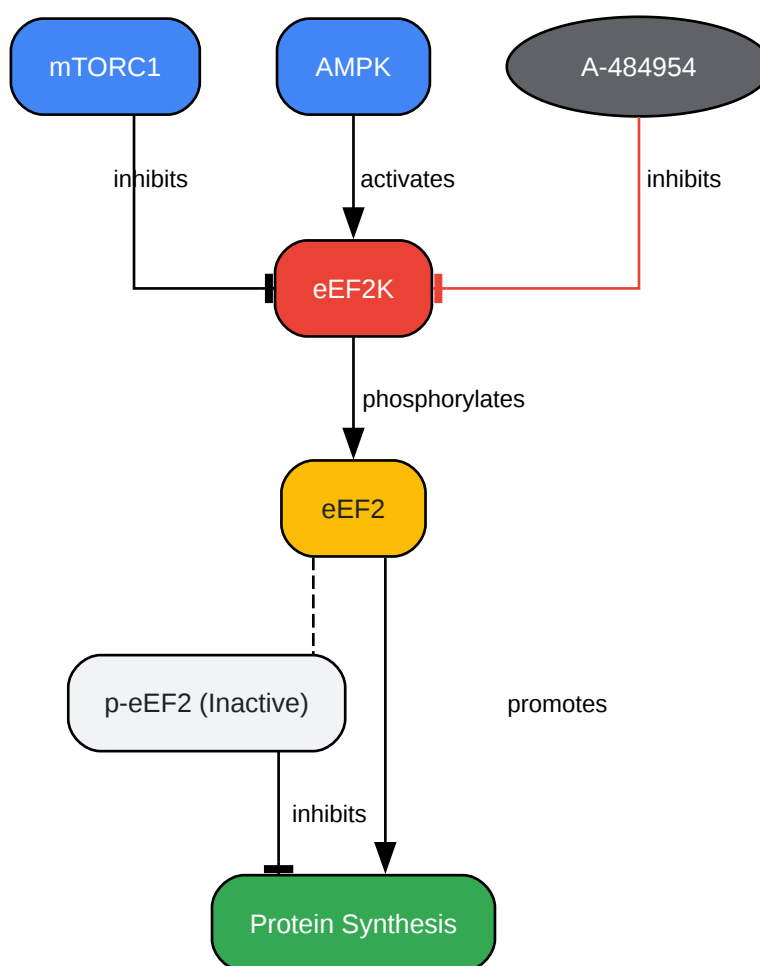 mTORC1
AMPK
A-484954
inhibits
activates
inhibits
eEF2K
phosphorylates
eEF2
p-eEF2 (Inactive)
promotes
inhibits
Protein Synthesis